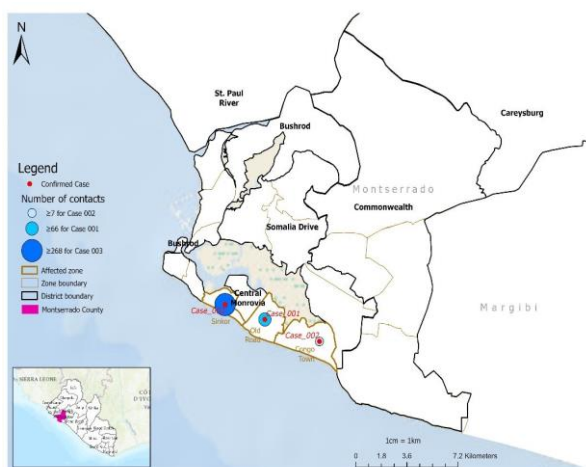 N
St. Paul
River
Bushrod
Careysburg
Legend
Confirmed Case
Number of contacts
≥7 for Case 002
≥66 for Case 001
≥268 for Case 003
Affected zone
Zone boundary
District boundary
Montserrado County
Montserrado
Commonwealth
Somalia Drive
Bushrod
Margibi
Central
Monrovia
Case_001
Sinkor
Old
Road
Case_002
Congo
Town
SIERRA LEONE
1cm = 1km
0 1.8 3.6 7.2 Kilometers